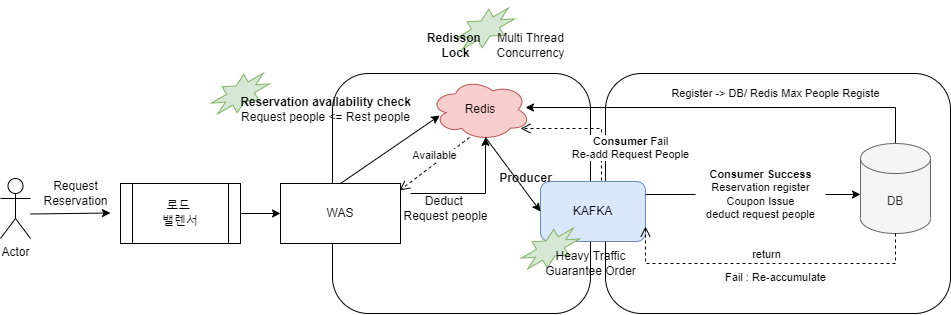 Redisson
Lock
Multi Thread
Concurrency
Reservation availability check
Request people <= Rest people
Redis
Register -> DB/ Redis Max People Registe
Available
Consumer Fail
Re-add Request People
Request
Reservation
Producer
Consumer Success
Reservation register
Coupon Issue
deduct request people
로드
밸런서
WAS
Deduct
Request people
KAFKA
DB
Actor
Heavy Traffic
Guarantee Order
return
Fail : Re-accumulate